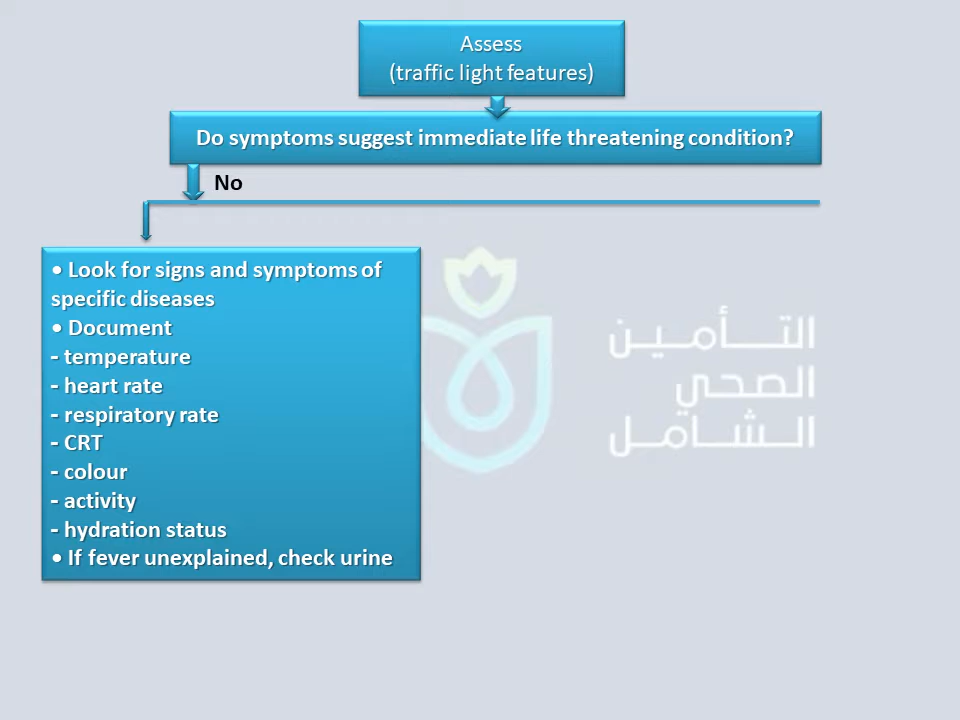 Assess
(traffic light features)
Do symptoms suggest immediate life threatening condition?
No
• Look for signs and symptoms of
specific diseases
• Document
- temperature
- heart rate
- respiratory rate
- CRT
- colour
- activity
- hydration status
• If fever unexplained, check urine
التأمين
الصحي
الشامل